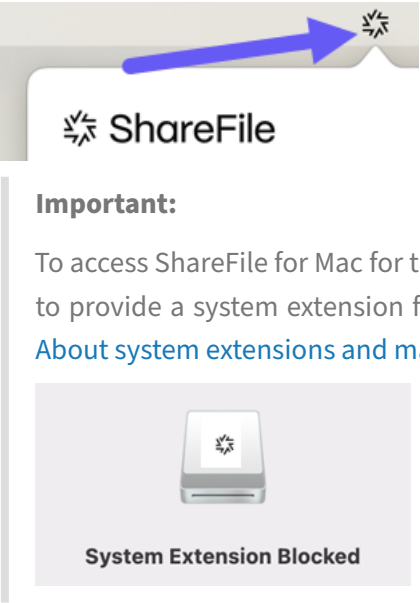 ShareFile
Important:
To access ShareFile for Mac for t
to provide a system extension f
About system extensions and ma
System Extension Blocked